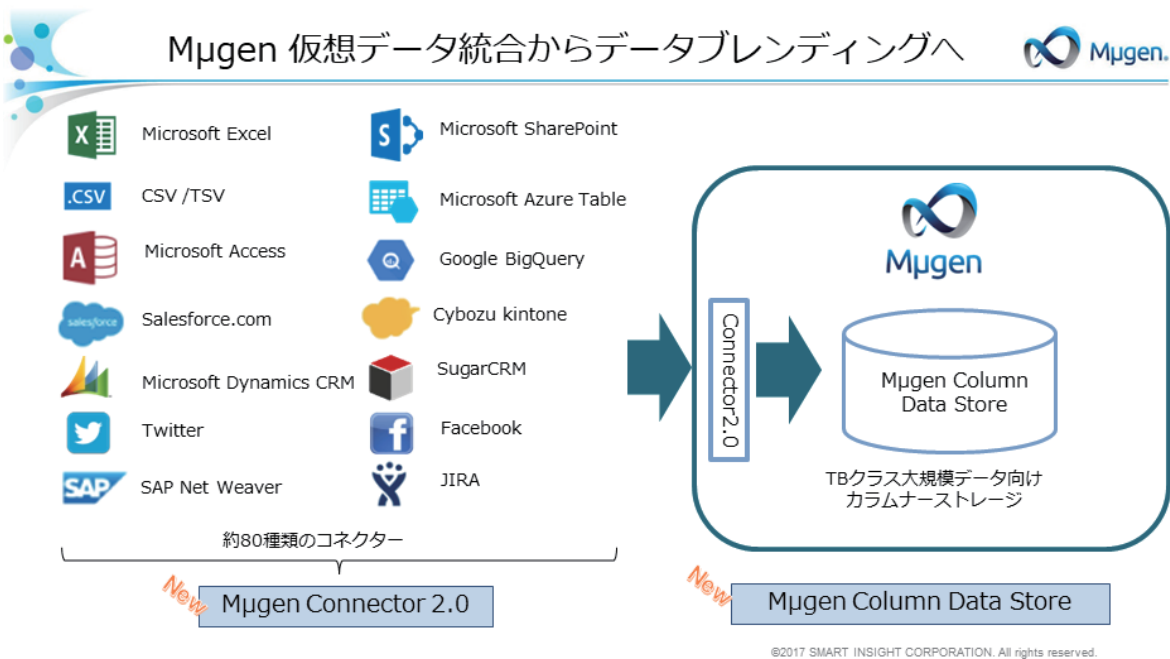 Mμgen 仮想データ統合からデータブレンディングへ
Mμgen.
Microsoft Excel
.CSV
CSV /TSV
Microsoft Access
salesforce
Salesforce.com
Microsoft Dynamics CRM
Twitter
SAP
SAP Net Weaver
Microsoft SharePoint
Microsoft Azure Table
Google BigQuery
Cybozu kintone
SugarCRM
Facebook
JIRA
約80種類のコネクター
New
Mμgen Connector 2.0
Mμgen
Connector2.0
Mμgen Column
Data Store
TBクラス大規模データ向け
カラムナーストレージ
New
Mμgen Column Data Store
©2017 SMART INSIGHT CORPORATION. All rights reserved.